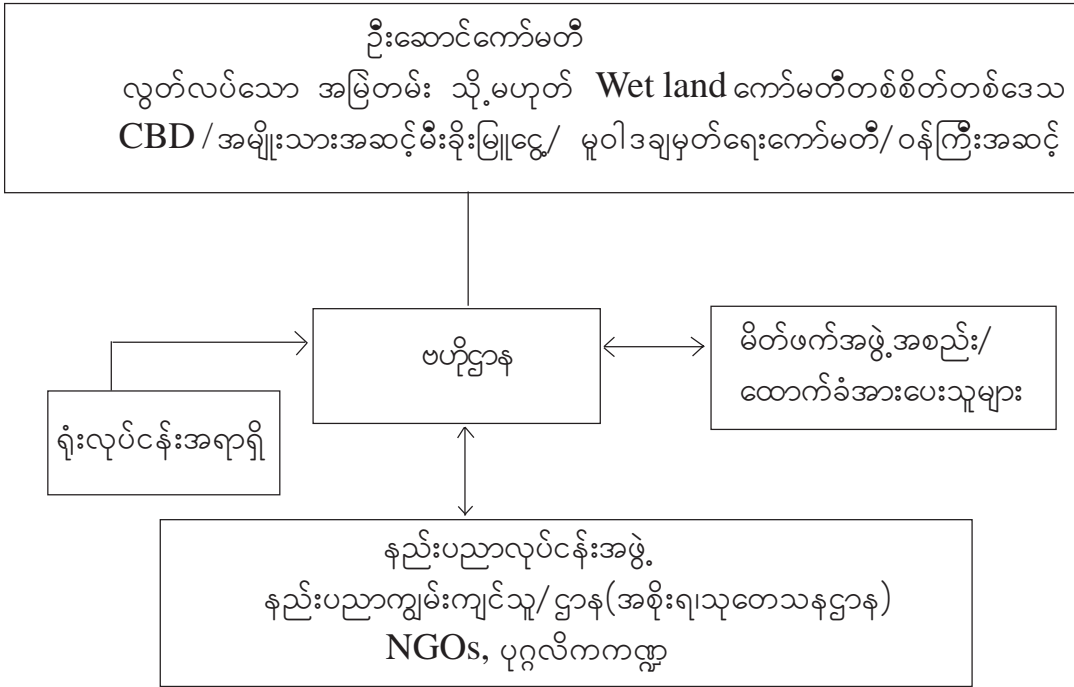 ဦးဆောင်ကော်မတီ
လွတ်လပ်သော အမြဲတမ်း သို့မဟုတ် Wet land ကော်မတီတစ်စိတ်တစ်ဒေသ
CBD / အမျိုးသားအဆင့်မီးခိုးမြူငွေ့/ မူဝါဒချမှတ်ရေးကော်မတီ/ ဝန်ကြီးအဆင့်
ဗဟိုဌာန
မိတ်ဖက်အဖွဲ့အစည်း/
ထောက်ခံအားပေးသူများ
ရုံးလုပ်ငန်းအရာရှိ
နည်းပညာလုပ်ငန်းအဖွဲ့
နည်းပညာကျွမ်းကျင်သူ/ ဌာန(အစိုးရ၊သုတေသနဌာန)
NGOs, ပုဂ္ဂလိကကဏ္ဍ